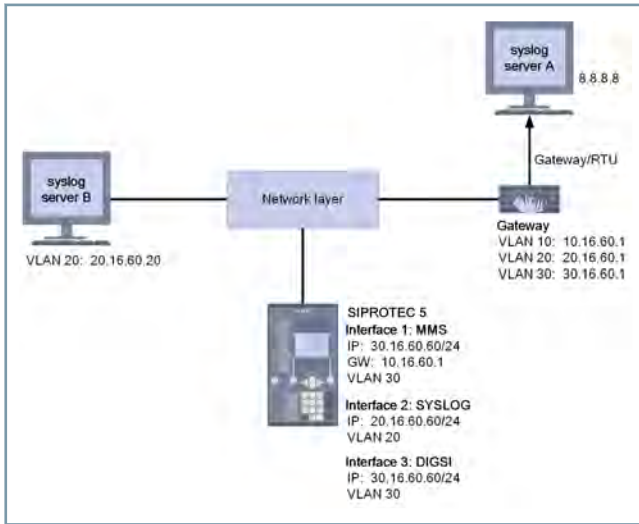 syslog
server A
8.8.8.8
Gateway/RTU
syslog
server B
Network layer
VLAN 20: 20.16.60.20
Gateway
VLAN 10: 10.16.60.1
VLAN 20: 20.16.60.1
VLAN 30: 30.16.60.1
SIPROTEC 5
Interface 1: MMS
IP: 30.16.60.60/24
GW: 10.16.60.1
VLAN 30
Interface 2: SYSLOG
IP: 20.16.60.60/24
VLAN 20
Interface 3: DIGSI
IP: 30.16.60.60/24
VLAN 30